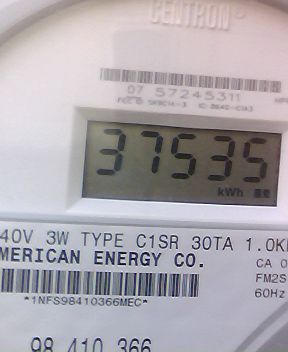 CENTRON®
07 57245311
37535
kWh
40V 3W TYPE C1SR 30TA 1.0K
MERICAN ENERGY CO.
CA 0
FM2S
60Hz
*1NFS98410366MEC*
98 410 366